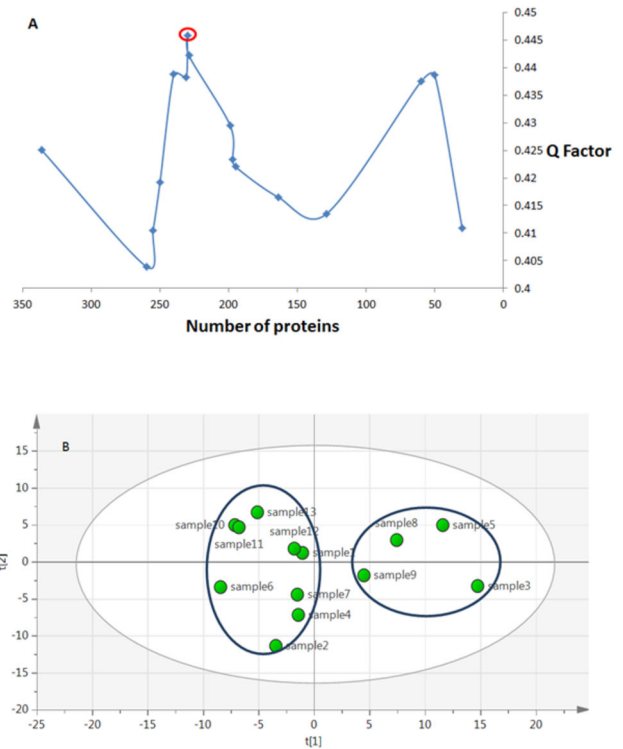 A
0.45
0.445
0.44
0.435
0.43
0.425
Q Factor
0.42
0.415
0.41
0.405
0.4
350 300 250 200 150 100 50 0
Number of proteins
B
15
10
5
0
-5
-10
-15
-20
t[2]
sample13
sample10
sample12
sample11
sample6
sample7
sample4
sample2
sample8
sample5
sample9
sample3
-25 -20 -15 -10 -5 0 5 10 15 20
t[1]